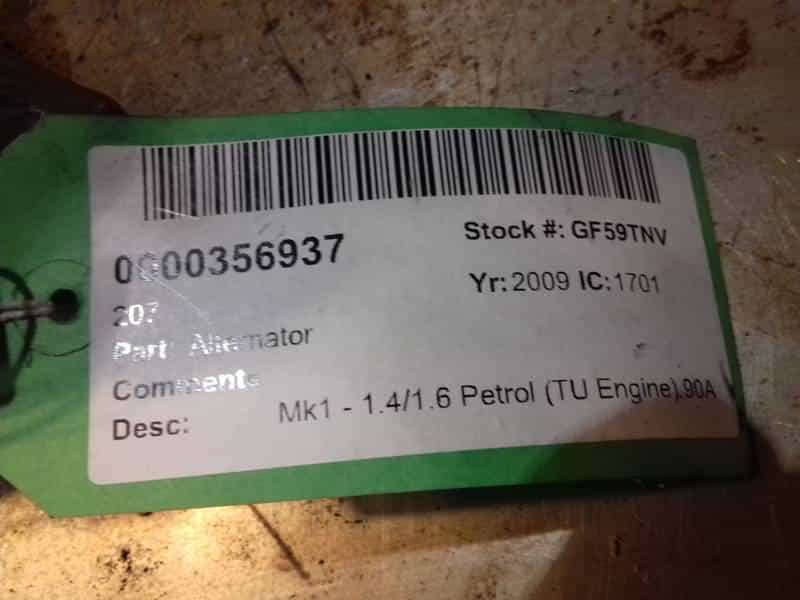 0000356937
Stock #: GF59TNV
207
Yr: 2009 IC: 1701
Part: Alternator
Comments
Desc: Mk1 - 1.4/1.6 Petrol (TU Engine).90A